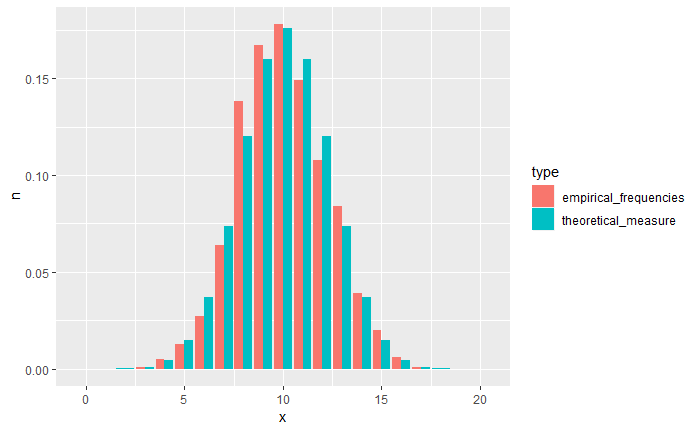 0.15
0.10
0.05
0.00
n
0
5
10
15
20
x
type
empirical_frequencies
theoretical_measure